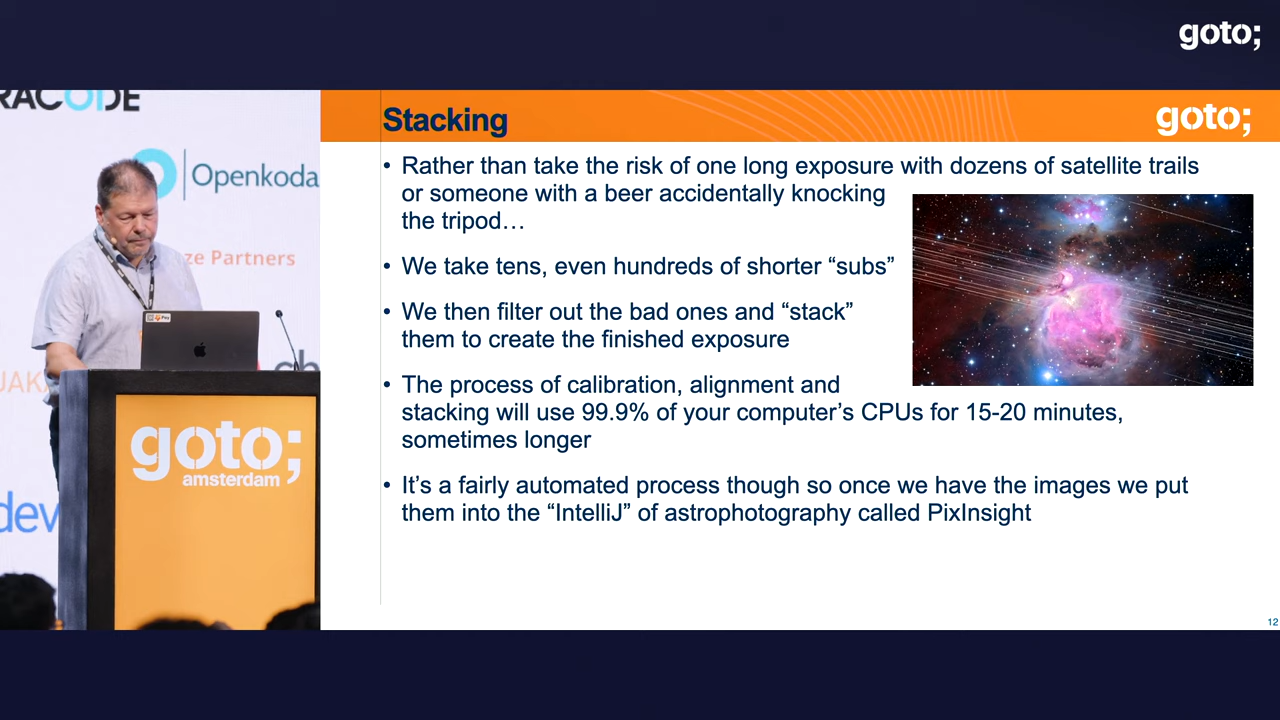 goto;
RACODE
Openkoda
ze Partners
JAK
goto;
amsterdam
dev
Pay
Stacking
goto;
• Rather than take the risk of one long exposure with dozens of satellite trails
or someone with a beer accidentally knocking
the tripod…
• We take tens, even hundreds of shorter “subs”
• We then filter out the bad ones and “stack”
them to create the finished exposure
• The process of calibration, alignment and
stacking will use 99.9% of your computer’s CPUs for 15-20 minutes,
sometimes longer
• It’s a fairly automated process though so once we have the images we put
them into the “IntelliJ” of astrophotography called PixInsight
12